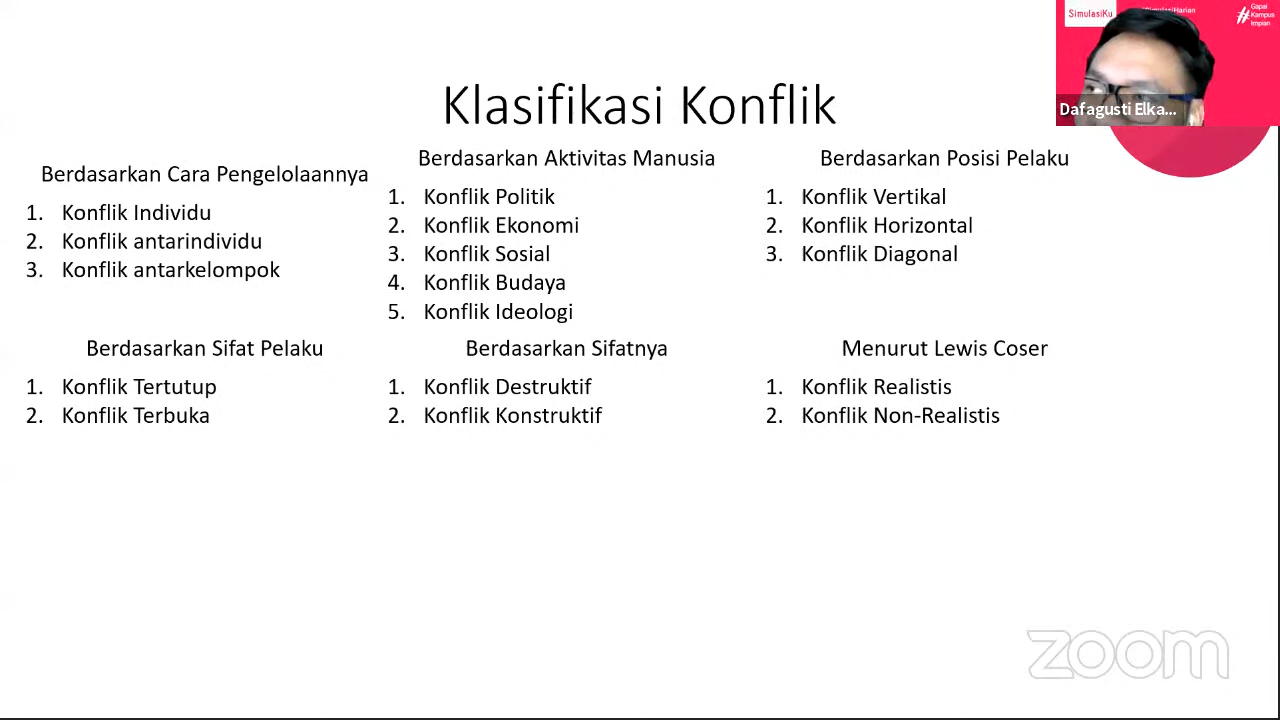 SimulasiKu
Gapai
Kampus
Impian
Dafagusti Elka...
Klasifikasi Konflik
Berdasarkan Cara Pengelolaannya
1. Konflik Individu
2. Konflik antarindividu
3. Konflik antarkelompok
Berdasarkan Aktivitas Manusia
1. Konflik Politik
2. Konflik Ekonomi
3. Konflik Sosial
4. Konflik Budaya
5. Konflik Ideologi
Berdasarkan Posisi Pelaku
1. Konflik Vertikal
2. Konflik Horizontal
3. Konflik Diagonal
Berdasarkan Sifat Pelaku
1. Konflik Tertutup
2. Konflik Terbuka
Berdasarkan Sifatnya
1. Konflik Destruktif
2. Konflik Konstruktif
Menurut Lewis Coser
1. Konflik Realistis
2. Konflik Non-Realistis
zoom